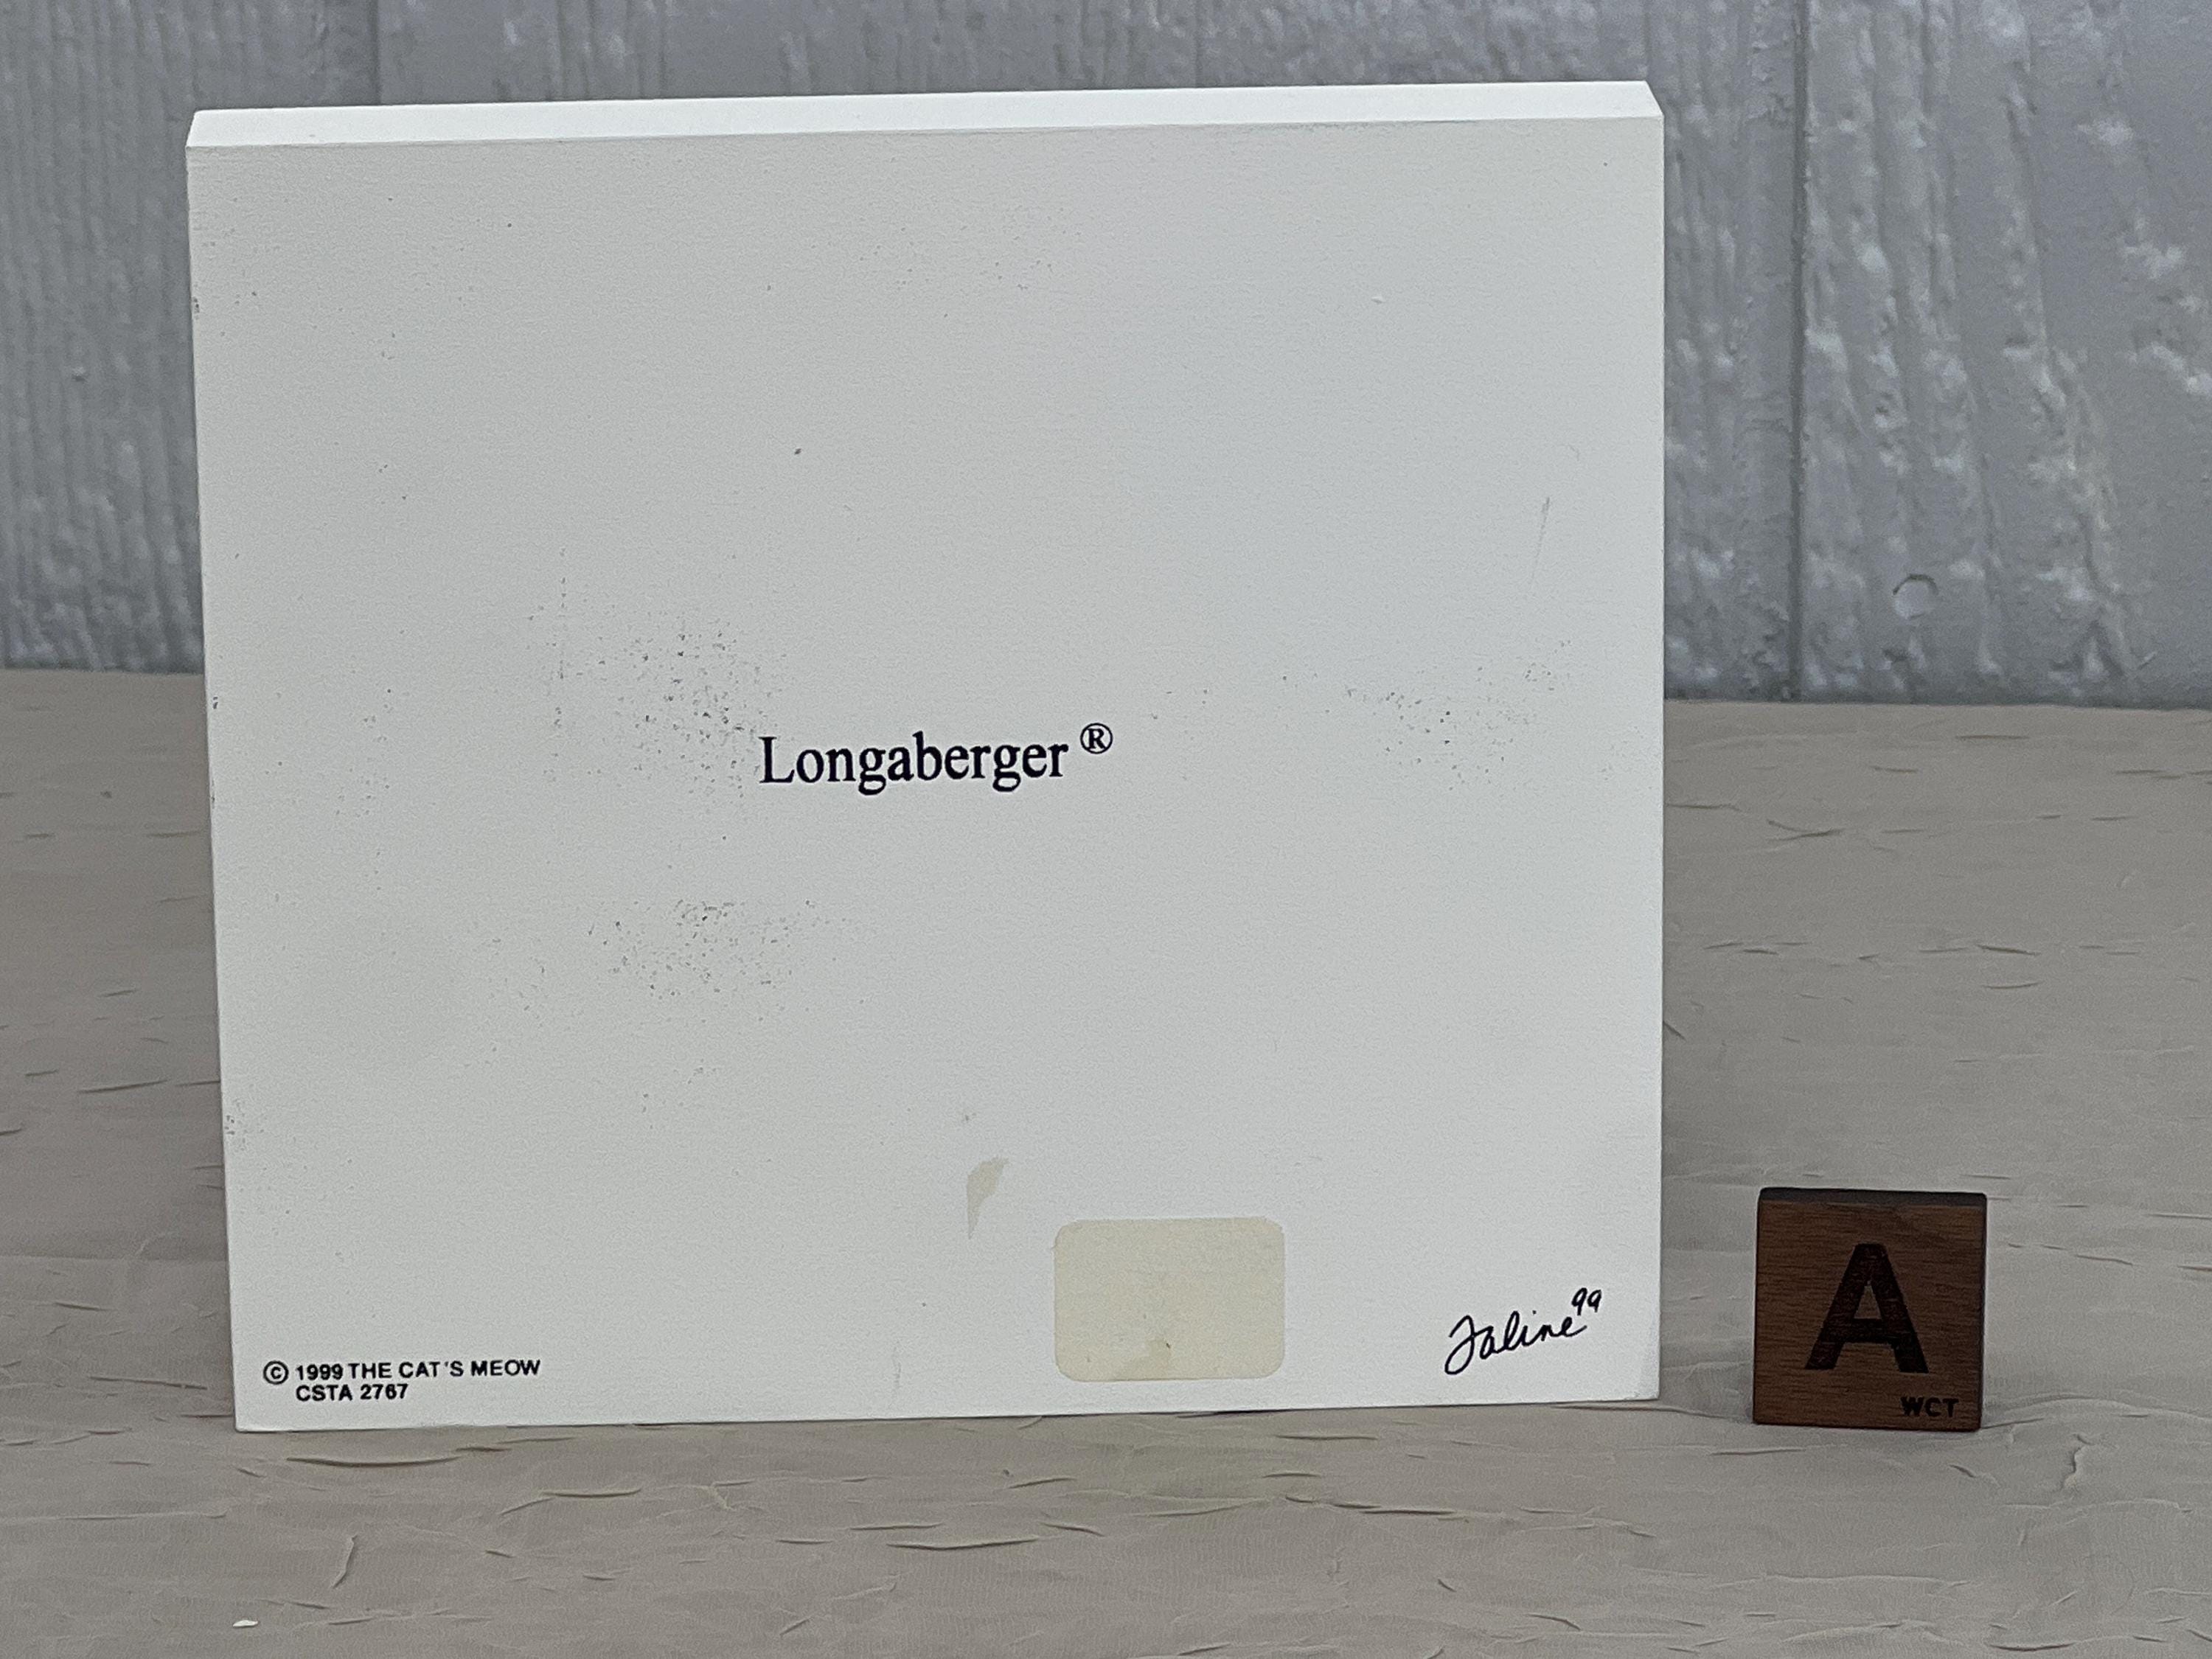 Longaberger ®
© 1999 THE CAT'S MEOW
CSTA 2767
Faline 99
A
WCT